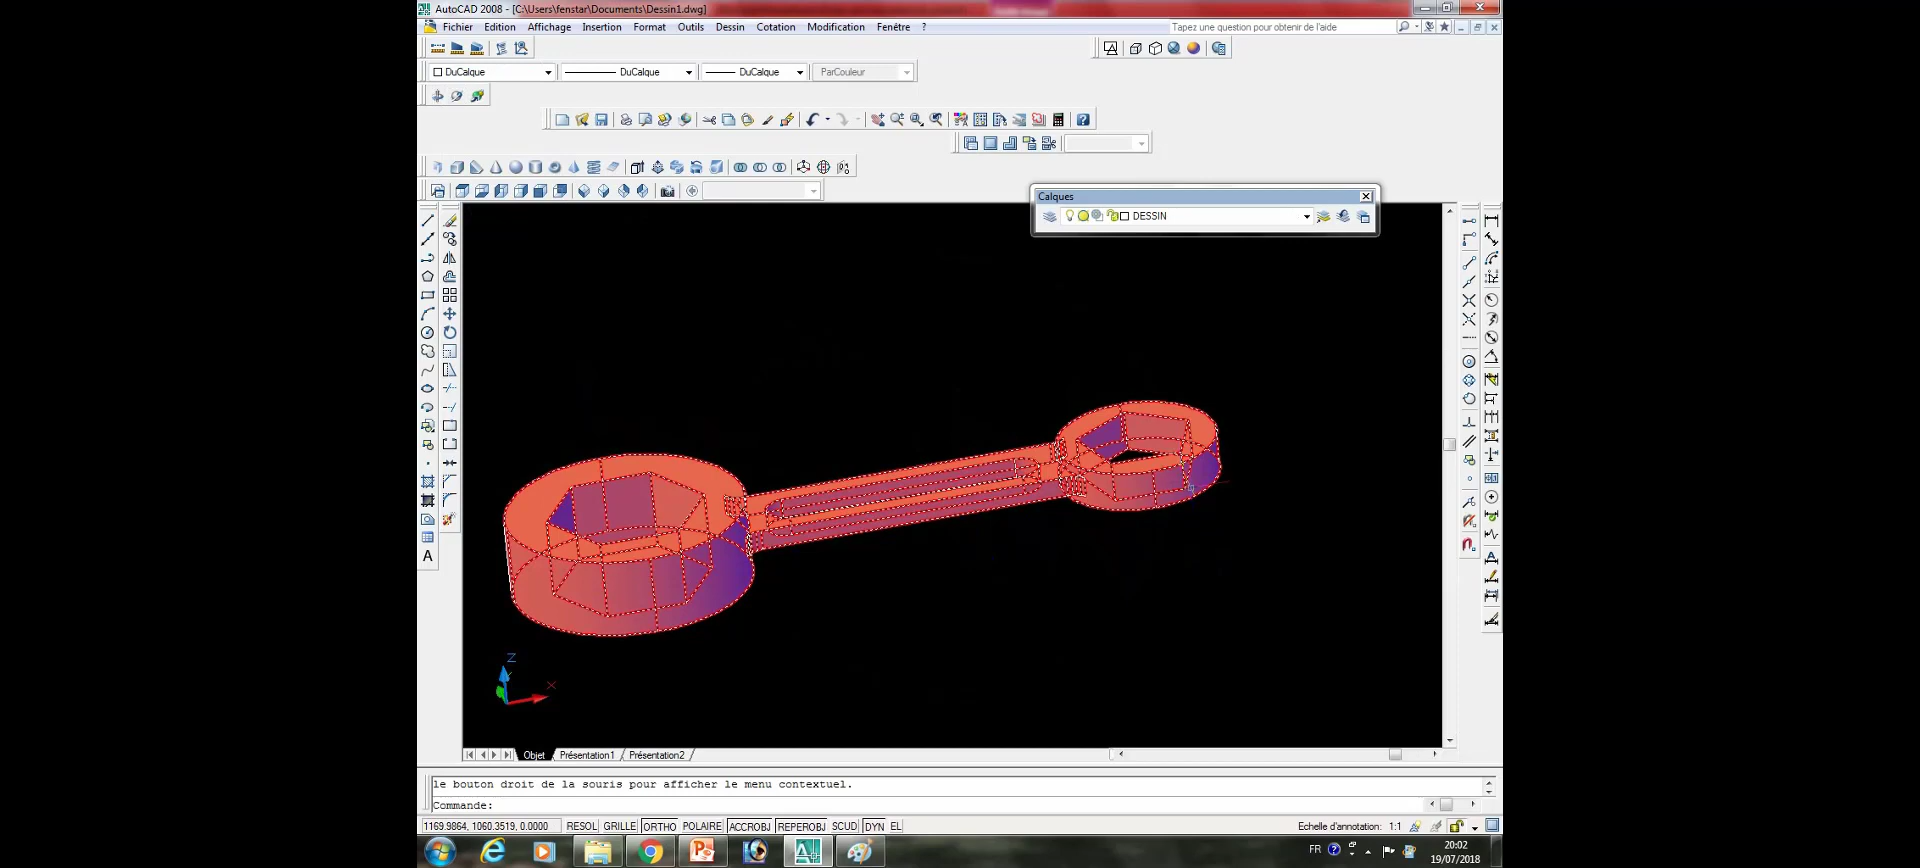 AutoCAD 2008 - [C:\Users\fenstar\Documents\Dessin1.dwg]
Fichier Edition Affichage Insertion Format Outils Dessin Cotation Modification Fenêtre ?
Tapez une question pour obtenir de l'aide
DuCalque DuCalque DuCalque ParCouleur
Calques
DESSIN
A
A
Z
X
Objet Présentation1 Présentation2
le bouton droit de la souris pour afficher le menu contextuel.
Commande:
1169.9864, 1060.3519, 0.0000 RESOL GRILLE ORTHO POLAIRE ACCROBJ REPEROBJ SCUD DYN EL
Echelle d'annotation: 1:1
FR
20:02
19/07/2018